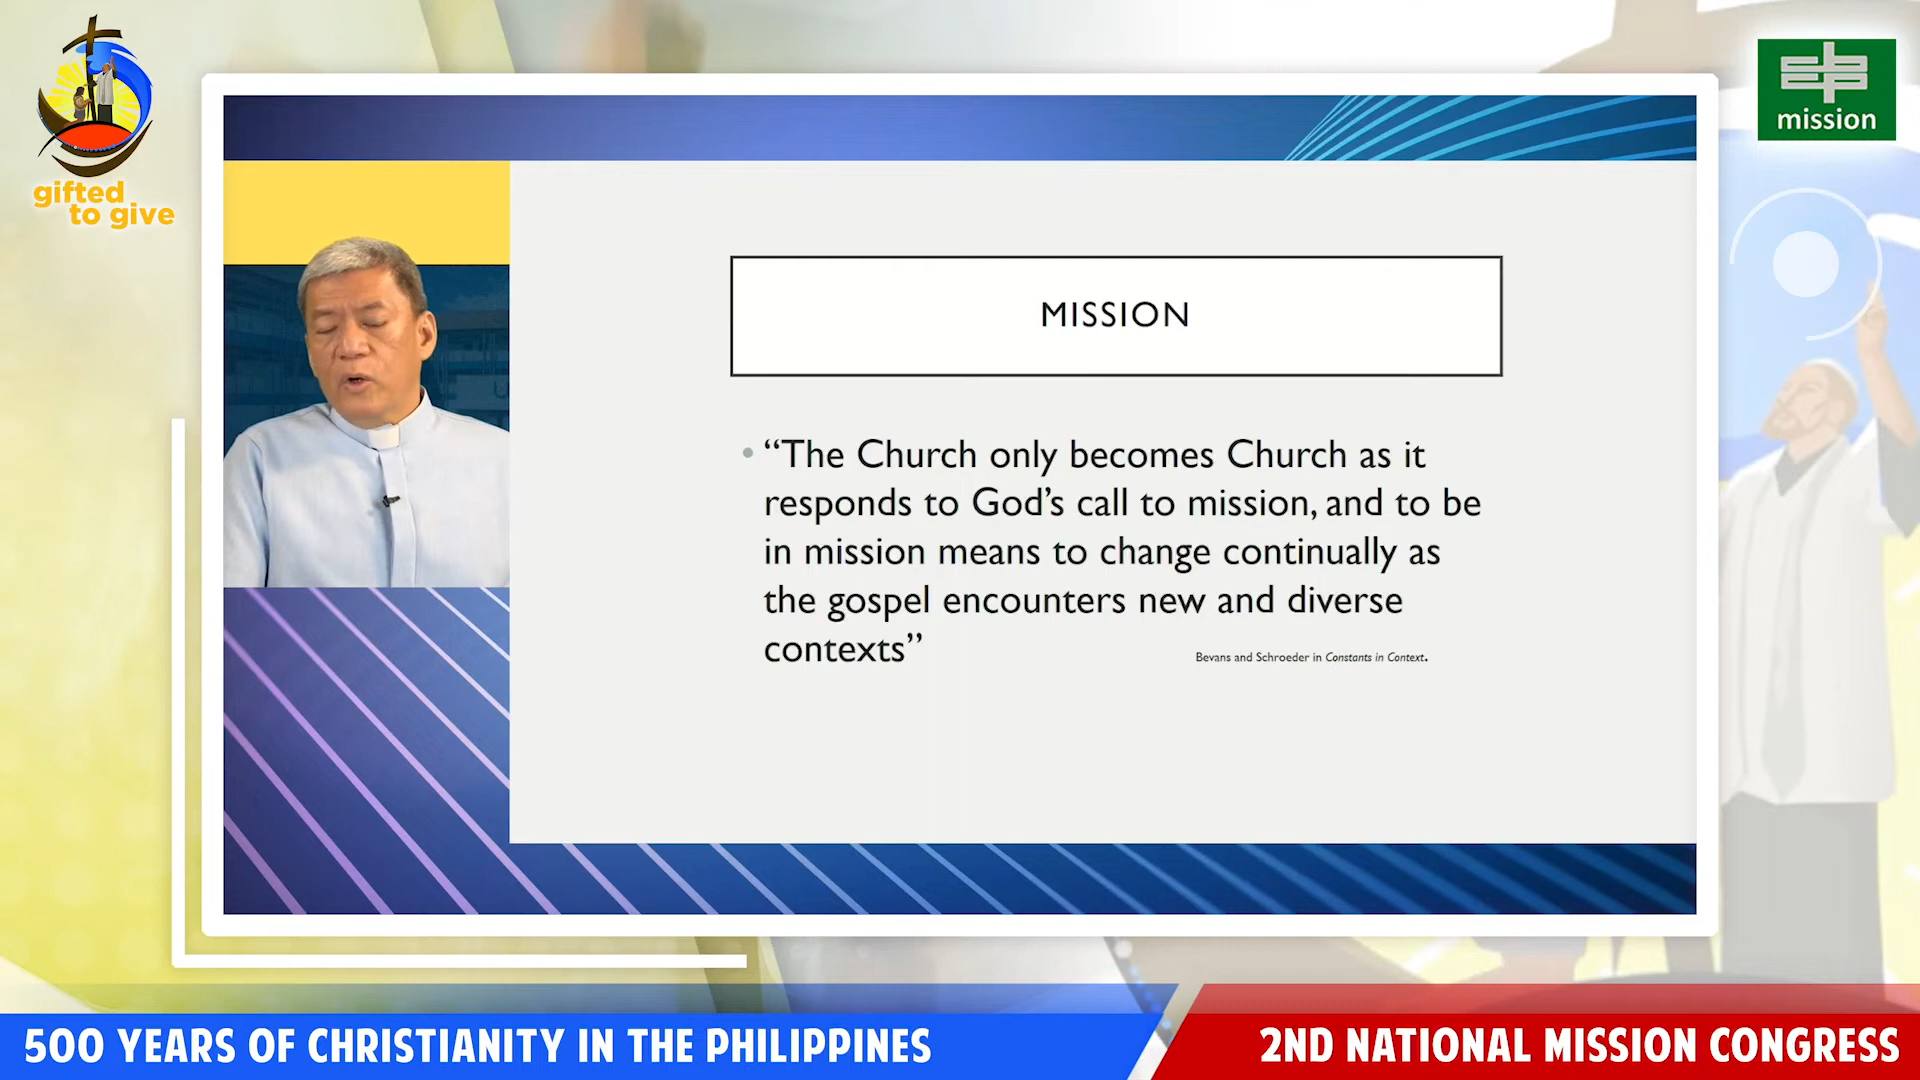 gifted
to give
mission
MISSION
• “The Church only becomes Church as it
responds to God’s call to mission, and to be
in mission means to change continually as
the gospel encounters new and diverse
contexts”
Bevans and Schroeder in Constants in Context.
500 YEARS OF CHRISTIANITY IN THE PHILIPPINES
2ND NATIONAL MISSION CONGRESS